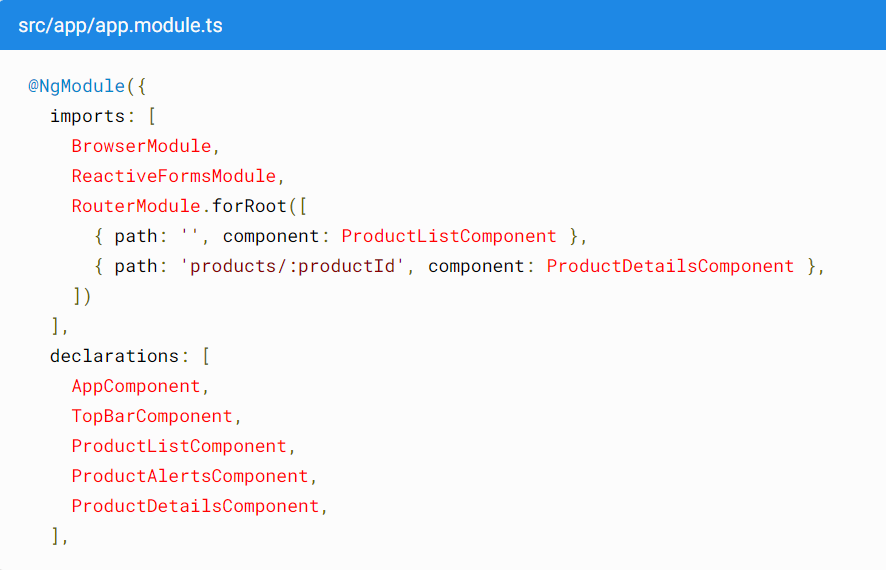 src/app/app.module.ts
@NgModule({
  imports: [
    BrowserModule,
    ReactiveFormsModule,
    RouterModule.forRoot([
      { path: '', component: ProductListComponent },
      { path: 'products/:productId', component: ProductDetailsComponent },
    ])
  ],
  declarations: [
    AppComponent,
    TopBarComponent,
    ProductListComponent,
    ProductAlertsComponent,
    ProductDetailsComponent,
  ],